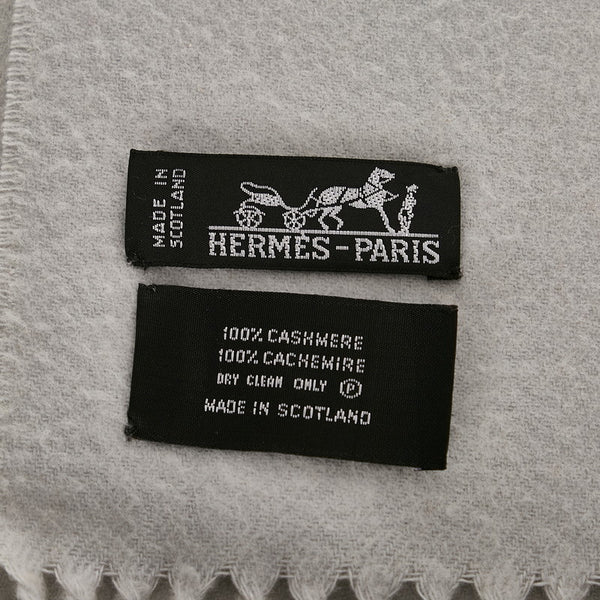 MADE IN
SCOTLAND
HERMÈS-PARIS
100% CASHMERE
100% CACHEMIRE
DRY CLEAN ONLY Ⓟ
MADE IN SCOTLAND